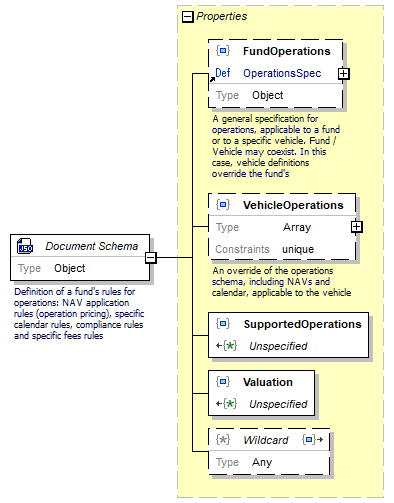 Properties
FundOperations
Def OperationsSpec
Type Object
A general specification for
operations, applicable to a fund
or to a specific vehicle. Fund /
Vehicle may coexist. In this
case, vehicle definitions
override the fund's
VehicleOperations
Type Array
Constraints unique
An override of the operations
schema, including NAVs and
calendar, applicable to the vehicle
JSO
Document Schema
Type Object
Definition of a fund's rules for
operations: NAV application
rules (operation pricing), specific
calendar rules, compliance rules
and specific fees rules
SupportedOperations
Unspecified
Valuation
Unspecified
Wildcard
Type Any